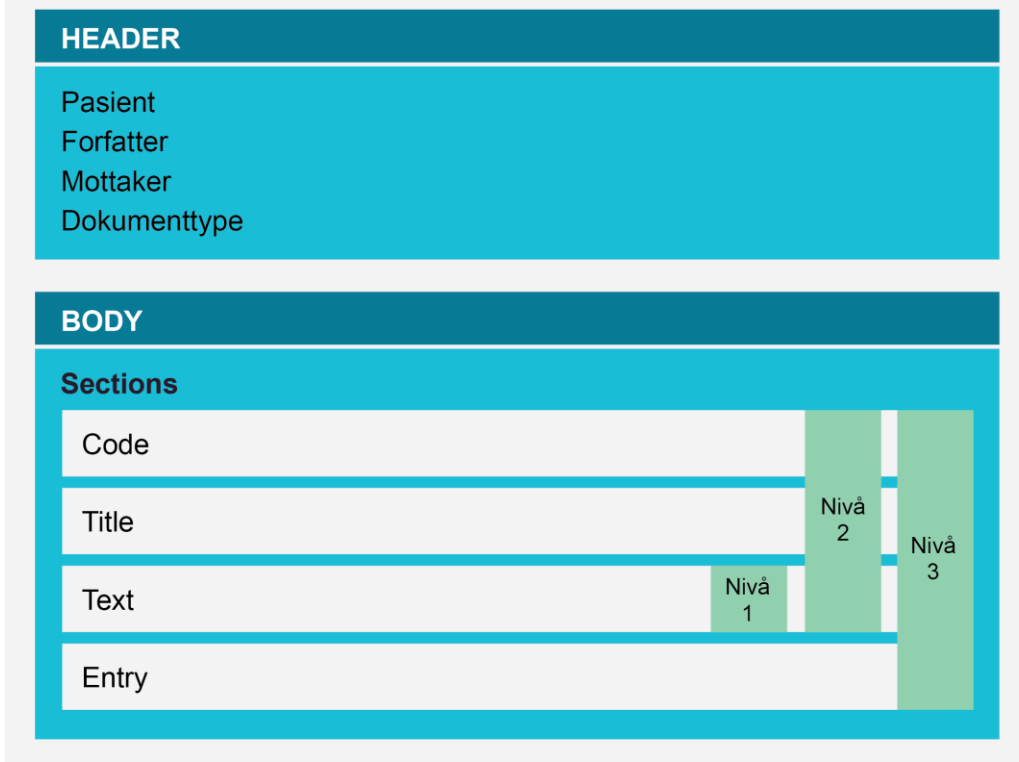 HEADER
Pasient
Forfatter
Mottaker
Dokumenttype
BODY
Sections
Code
Title
Text
Entry
Nivå
1
Nivå
2
Nivå
3